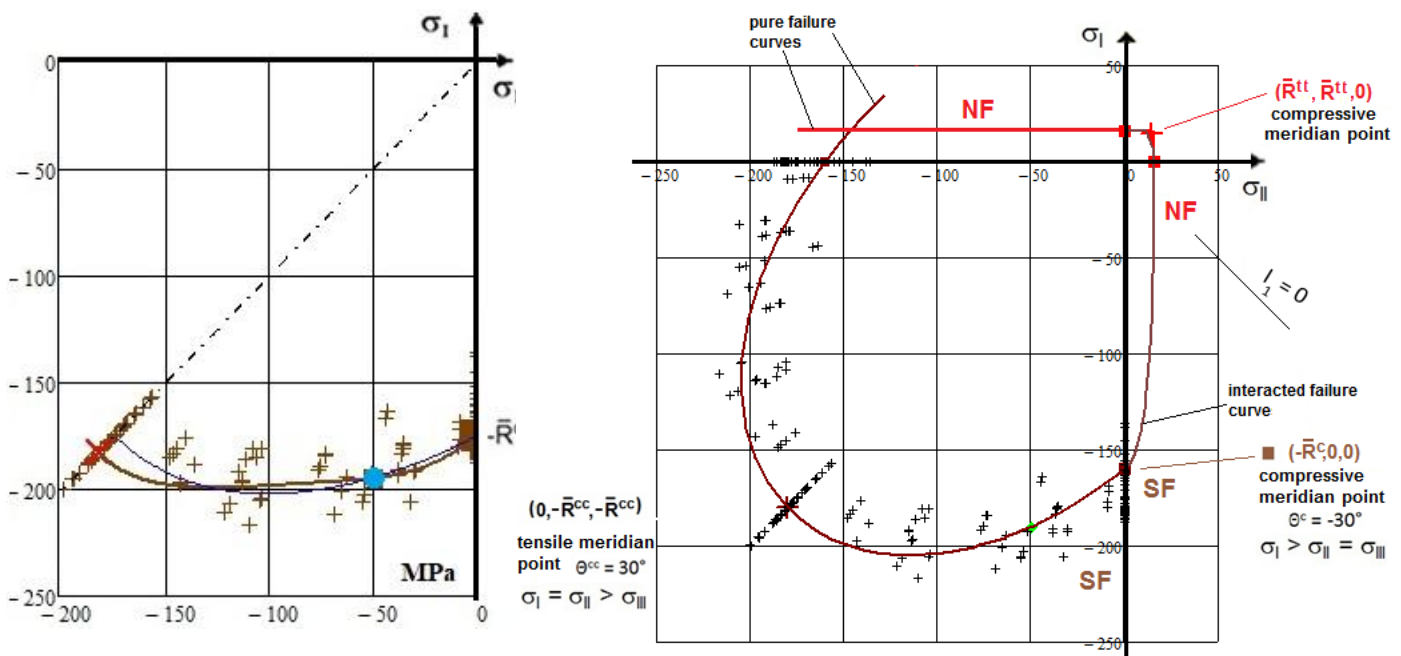 σI
0
σI
−50
−100
−150
-R̄c
−200
MPa
−250
−200
−150
−100
−50
0
(0,-R̄cc,-R̄cc)
tensile meridian
point Θcc = 30°
σI = σII > σIII
pure failure
curves
σI
50
NF
(R̄tt, R̄tt,0)
compressive
meridian point
−250
−200
−150
−100
−50
0
50
σII
NF
−50
I1 = 0
−100
interacted failure
curve
−150
(-R̄c,0,0)
SF
compressive
meridian point
Θc = -30°
σI > σII = σIII
−200
SF
−250